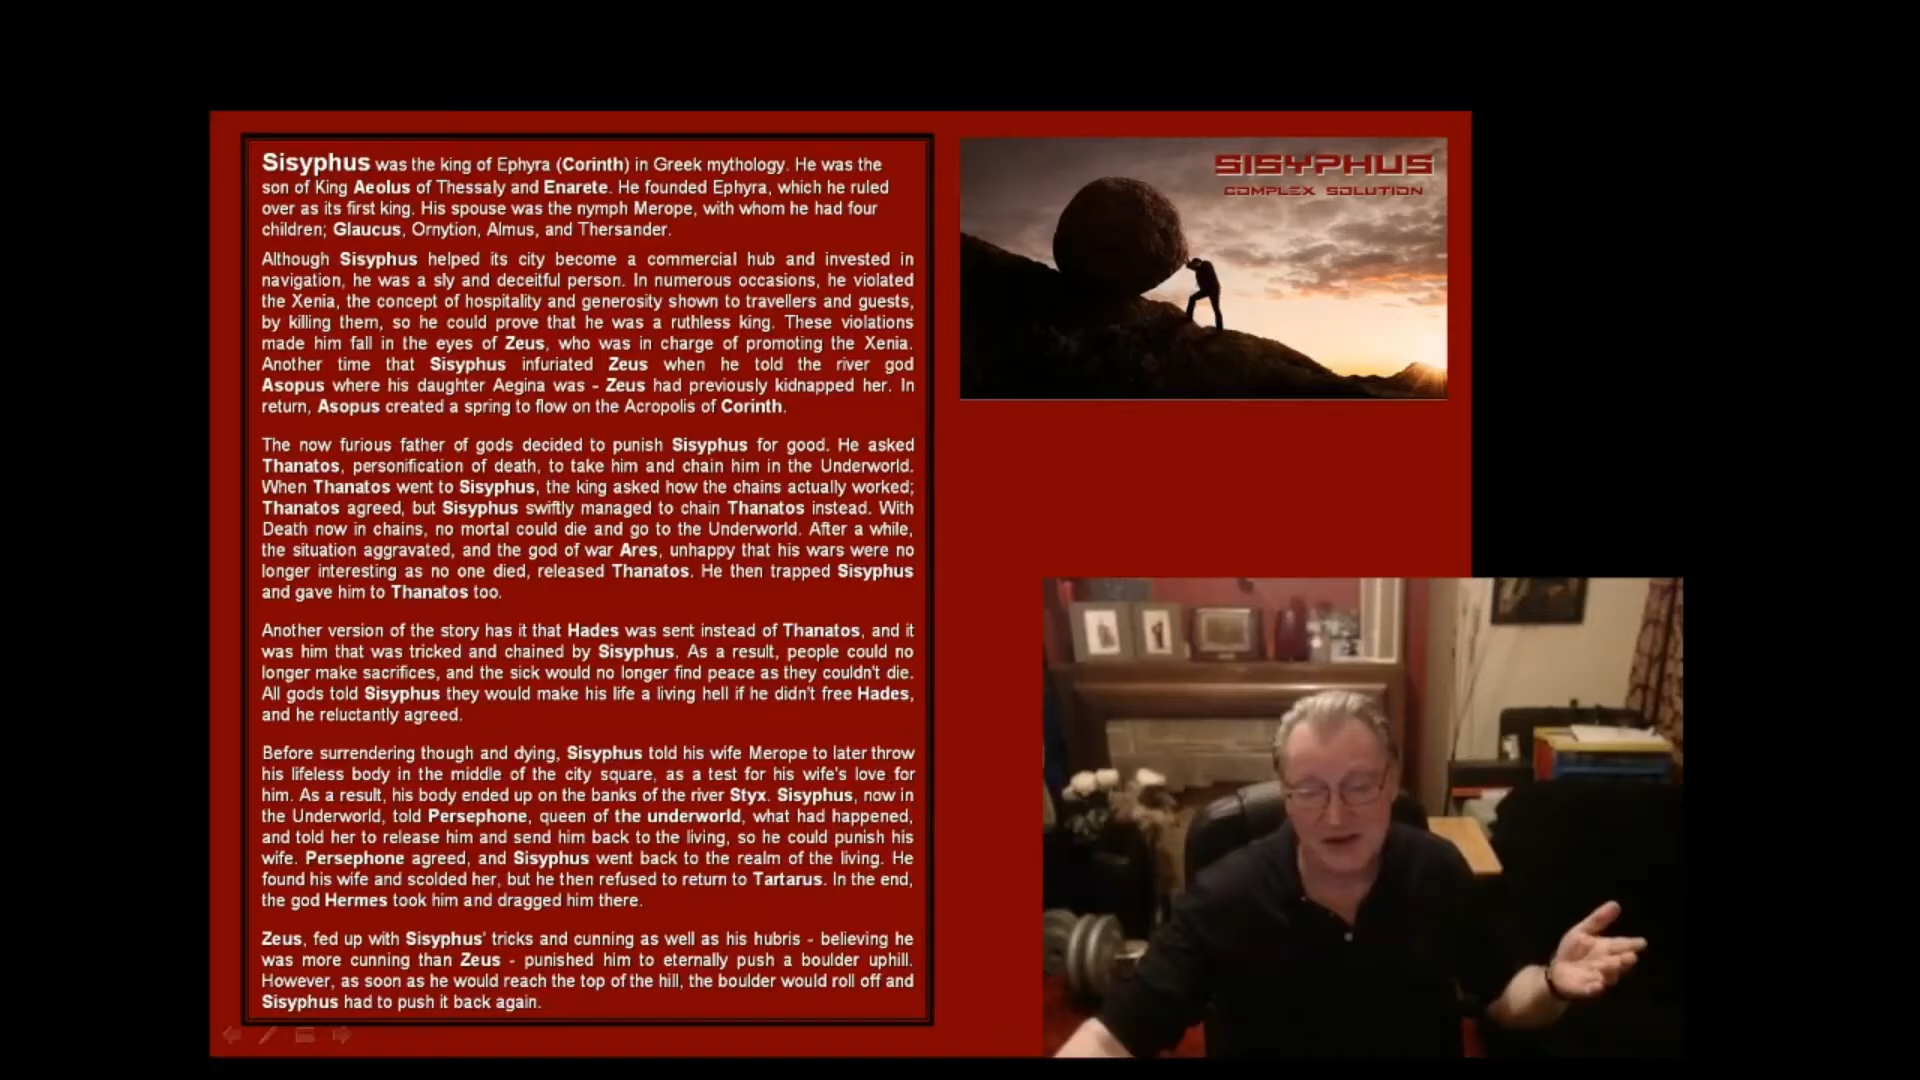 Sisyphus was the king of Ephyra (Corinth) in Greek mythology. He was the
son of King Aeolus of Thessaly and Enarete. He founded Ephyra, which he ruled
over as its first king. His spouse was the nymph Merope, with whom he had four
children; Glaucus, Ornytion, Almus, and Thersander.
Although Sisyphus helped its city become a commercial hub and invested in
navigation, he was a sly and deceitful person. In numerous occasions, he violated
the Xenia, the concept of hospitality and generosity shown to travellers and guests,
by killing them, so he could prove that he was a ruthless king. These violations
made him fall in the eyes of Zeus, who was in charge of promoting the Xenia.
Another time that Sisyphus infuriated Zeus when he told the river god
Asopus where his daughter Aegina was - Zeus had previously kidnapped her. In
return, Asopus created a spring to flow on the Acropolis of Corinth.
The now furious father of gods decided to punish Sisyphus for good. He asked
Thanatos, personification of death, to take him and chain him in the Underworld.
When Thanatos went to Sisyphus, the king asked how the chains actually worked;
Thanatos agreed, but Sisyphus swiftly managed to chain Thanatos instead. With
Death now in chains, no mortal could die and go to the Underworld. After a while,
the situation aggravated, and the god of war Ares, unhappy that his wars were no
longer interesting as no one died, released Thanatos. He then trapped Sisyphus
and gave him to Thanatos too.
Another version of the story has it that Hades was sent instead of Thanatos, and it
was him that was tricked and chained by Sisyphus. As a result, people could no
longer make sacrifices, and the sick would no longer find peace as they couldn't die.
All gods told Sisyphus they would make his life a living hell if he didn't free Hades,
and he reluctantly agreed.
Before surrendering though and dying, Sisyphus told his wife Merope to later throw
his lifeless body in the middle of the city square, as a test for his wife's love for
him. As a result, his body ended up on the banks of the river Styx. Sisyphus, now in
the Underworld, told Persephone, queen of the underworld, what had happened,
and told her to release him and send him back to the living, so he could punish his
wife. Persephone agreed, and Sisyphus went back to the realm of the living. He
found his wife and scolded her, but he then refused to return to Tartarus. In the end,
the god Hermes took him and dragged him there.
Zeus, fed up with Sisyphus' tricks and cunning as well as his hubris - believing he
was more cunning than Zeus - punished him to eternally push a boulder uphill.
However, as soon as he would reach the top of the hill, the boulder would roll off and
Sisyphus had to push it back again.
SISYPHUS
COMPLEX SOLUTION